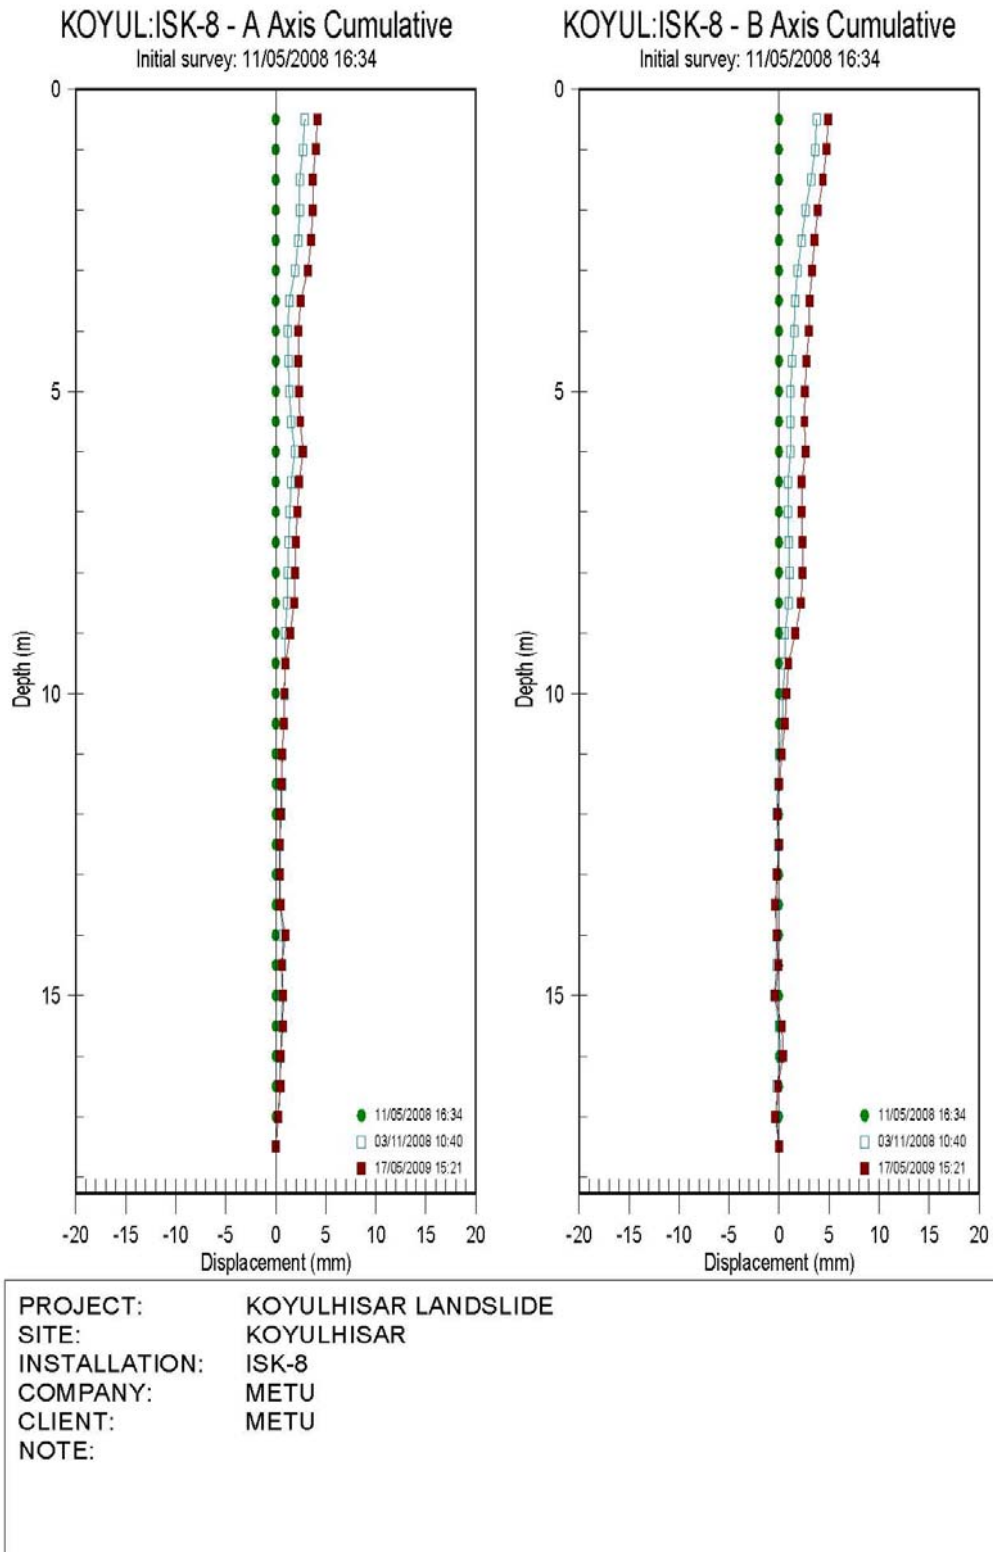 KOYUL:ISK-8 - A Axis Cumulative
Initial survey: 11/05/2008 16:34
0
5
10
15
Depth (m)
11/05/2008 16:34
03/11/2008 10:40
17/05/2009 15:21
-20 -15 -10 -5 0 5 10 15 20
Displacement (mm)
KOYUL:ISK-8 - B Axis Cumulative
Initial survey: 11/05/2008 16:34
0
5
10
15
Depth (m)
11/05/2008 16:34
03/11/2008 10:40
17/05/2009 15:21
-20 -15 -10 -5 0 5 10 15 20
Displacement (mm)
PROJECT: KOYULHISAR LANDSLIDE
SITE: KOYULHISAR
INSTALLATION: ISK-8
COMPANY: METU
CLIENT: METU
NOTE: